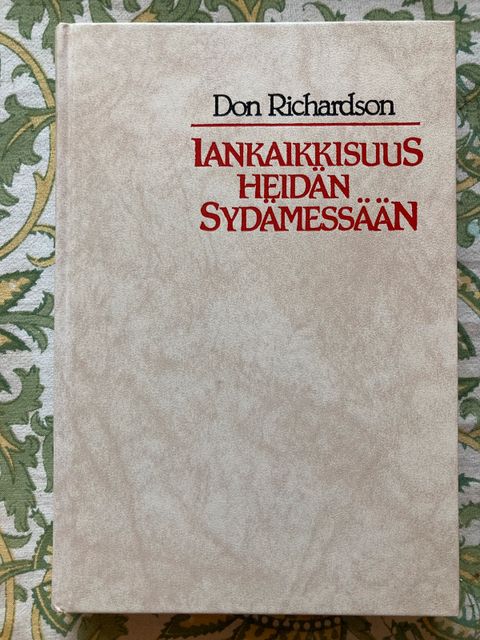 Don Richardson
IANKAIKKISUUS
HEIDÄN
SYDÄMESSÄÄN